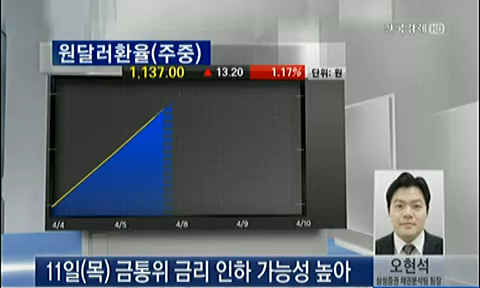 한국경제 HD
원달러환율(주중)
1,137.00 ▲ 13.20 1.17% 단위: 원
4/4 4/5 4/8 4/9 4/10
오현석
삼성증권 채권분석팀 팀장
11일(목) 금통위 금리 인하 가능성 높아